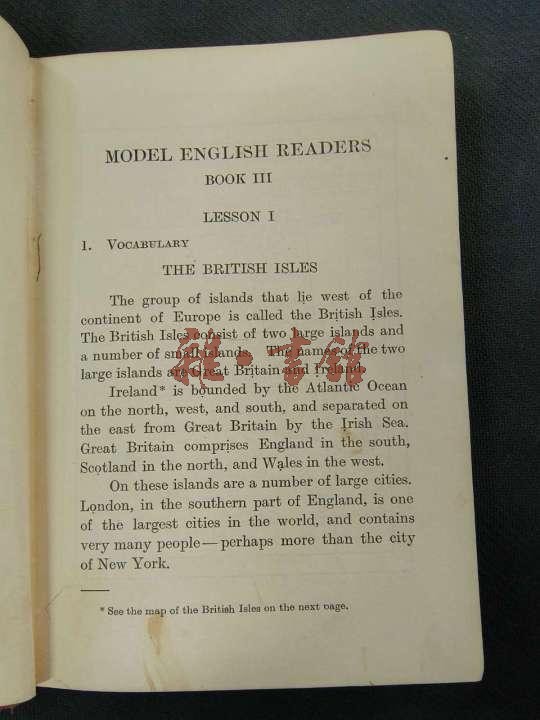 MODEL ENGLISH READERS
BOOK III
LESSON I
1. VOCABULARY
THE BRITISH ISLES
The group of islands that lie west of the
continent of Europe is called the British Isles.
The British Isles consist of two large islands and
a number of small islands. The names of the two
large islands are Great Britain and Ireland.
雜·書館
Ireland* is bounded by the Atlantic Ocean
on the north, west, and south, and separated on
the east from Great Britain by the Irish Sea.
Great Britain comprises England in the south,
Scotland in the north, and Wales in the west.
On these islands are a number of large cities.
London, in the southern part of England, is one
of the largest cities in the world, and contains
very many people—perhaps more than the city
of New York.
* See the map of the British Isles on the next page.